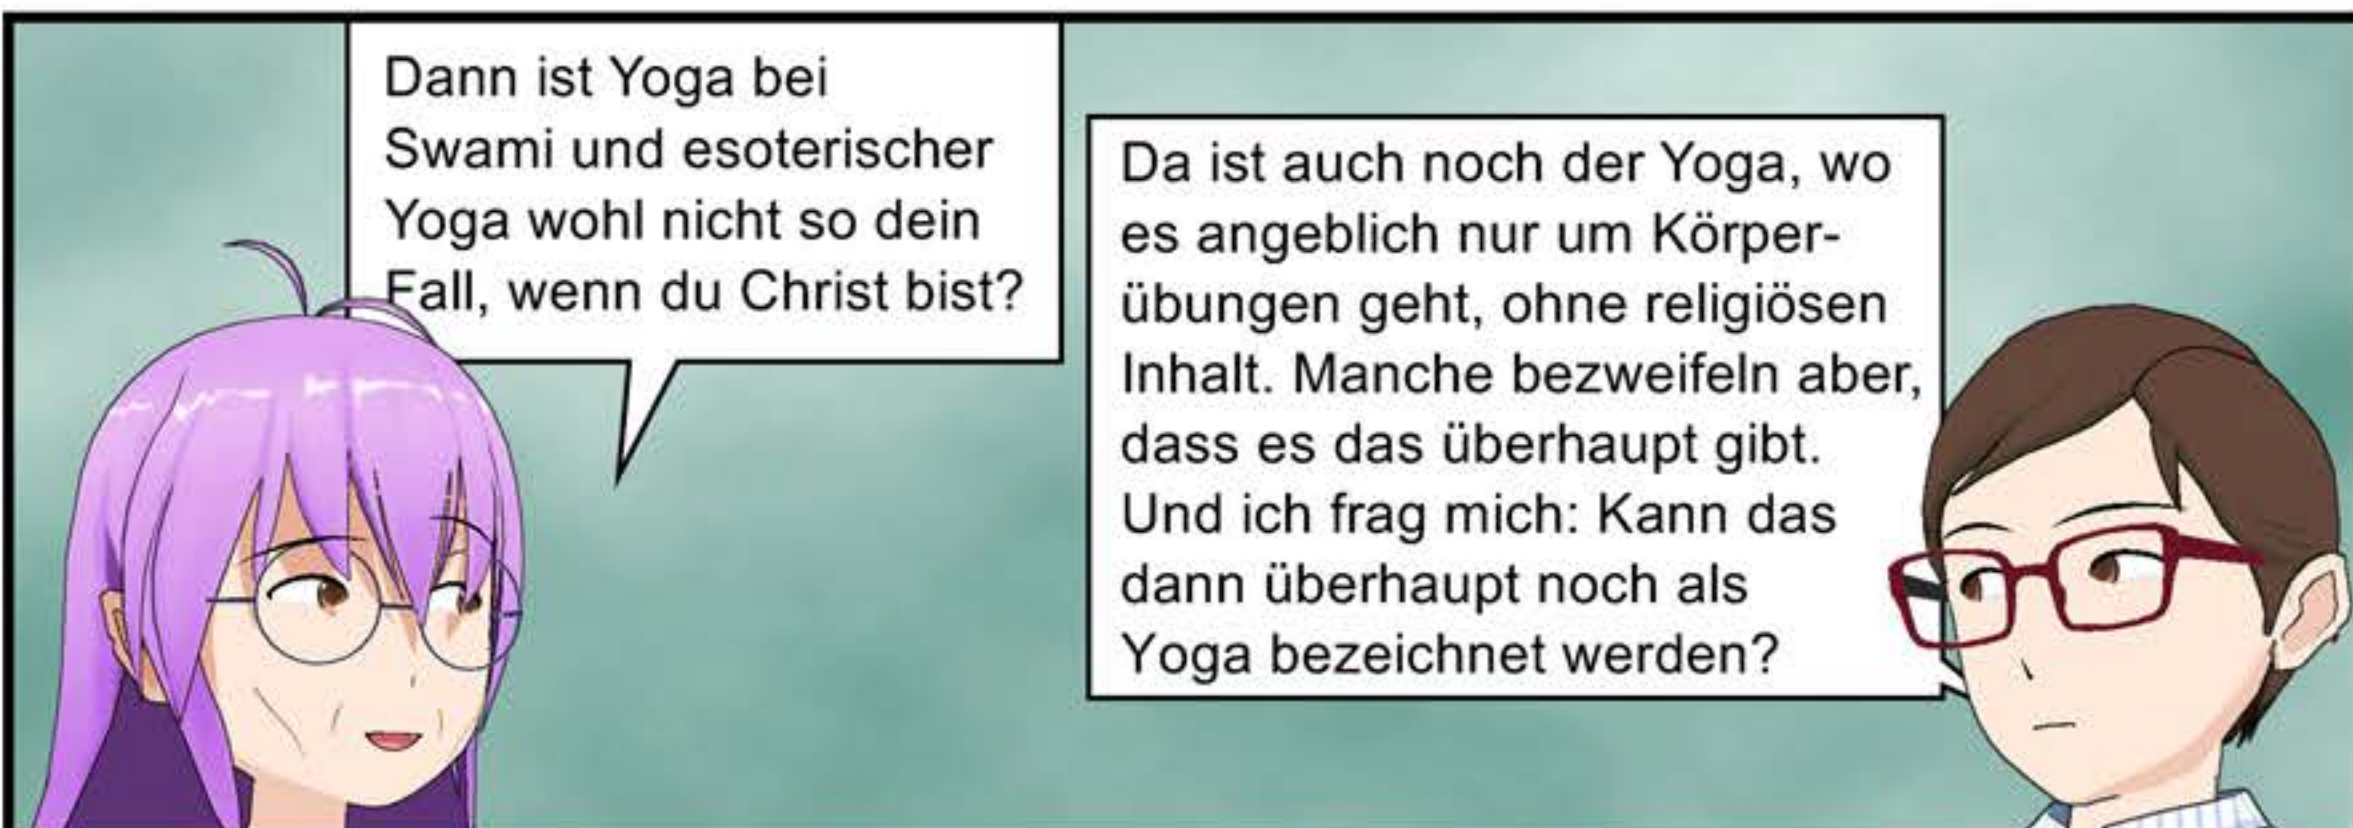 Dann ist Yoga bei
Swami und esoterischer
Yoga wohl nicht so dein
Fall, wenn du Christ bist?
Da ist auch noch der Yoga, wo
es angeblich nur um Körper-
übungen geht, ohne religiösen
Inhalt. Manche bezweifeln aber,
dass es das überhaupt gibt.
Und ich frag mich: Kann das
dann überhaupt noch als
Yoga bezeichnet werden?